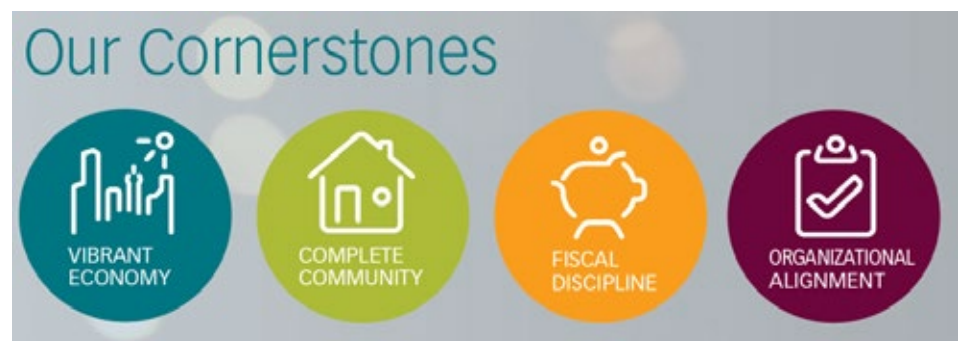 Our Cornerstones
VIBRANT
ECONOMY
COMPLETE
COMMUNITY
FISCAL
DISCIPLINE
ORGANIZATIONAL
ALIGNMENT